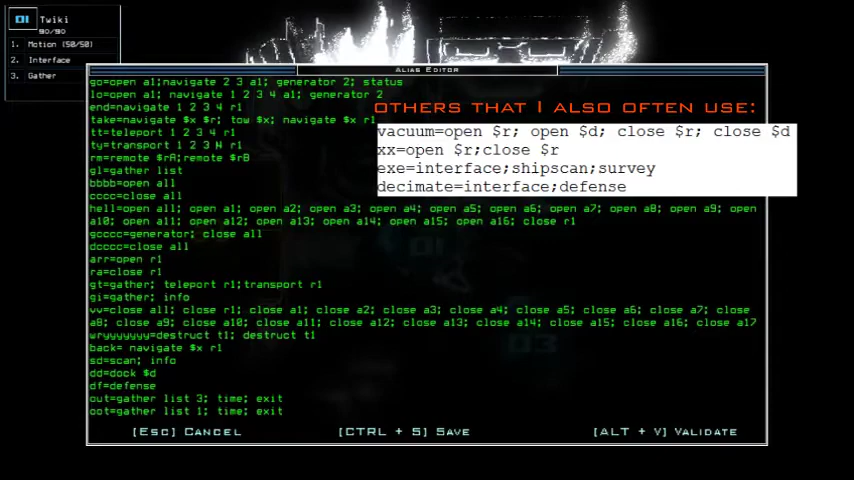 01 Twiki
90/90
1. Motion (50/50)
2. Interface
3. Gather
Alias Editor
go=open a1;navigate 2 3 a1; generator 2; status
lo=open a1; navigate 1 2 3 4 a1; generator 2
end=navigate 1 2 3 4 r1
take=navigate $x $r; tow $x; navigate $x r1
tt=teleport 1 2 3 4 r1
ty=transport 1 2 3 4 r1
rm=remote $rA;remote $rB
gl=gather list
bbbb=open all
cccc=close all
hell=open all; open a1; open a2; open a3; open a4; open a5; open a6; open a7; open a8; open a9; open
a10; open a11; open a12; open a13; open a14; open a15; open a16; close r1
gcccc=generator; close all
dcccc=close all
arr=open r1
ra=close r1
gt=gather; teleport r1;transport r1
gi=gather; info
vv=close all; close r1; close a1; close a2; close a3; close a4; close a5; close a6; close a7; close
a8; close a9; close a10; close a11; close a12; close a13; close a14; close a15; close a16; close a17
wryyyyyy=destruct t1; destruct t1
back= navigate $x r1
sd=scan; info
dd=dock $d
df=defense
out=gather list 3; time; exit
oot=gather list 1; time; exit
OTHERS THAT I ALSO OFTEN USE:
vacuum=open $r; open $d; close $r; close $d
xx=open $r;close $r
exe=interface;shipscan;survey
decimate=interface;defense
01
03
[Esc] Cancel [CTRL + S] Save [ALT + V] Validate